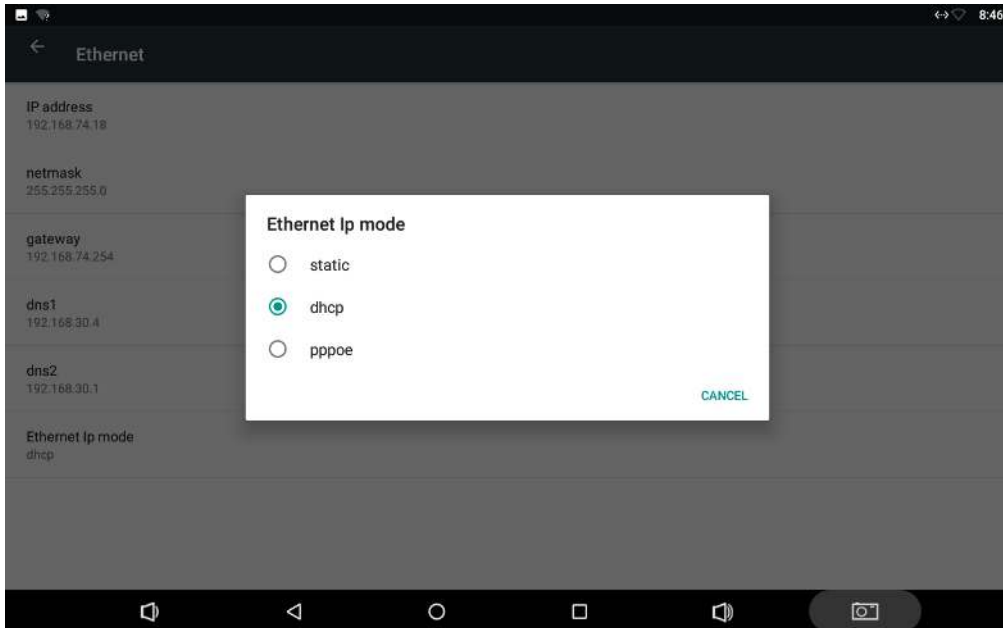 8:46
Ethernet
IP address
192.168.74.18
netmask
255.255.255.0
gateway
192.168.74.254
dns1
192.168.30.4
dns2
192.168.30.1
Ethernet Ip mode
dhcp
Ethernet Ip mode
static
dhcp
pppoe
CANCEL